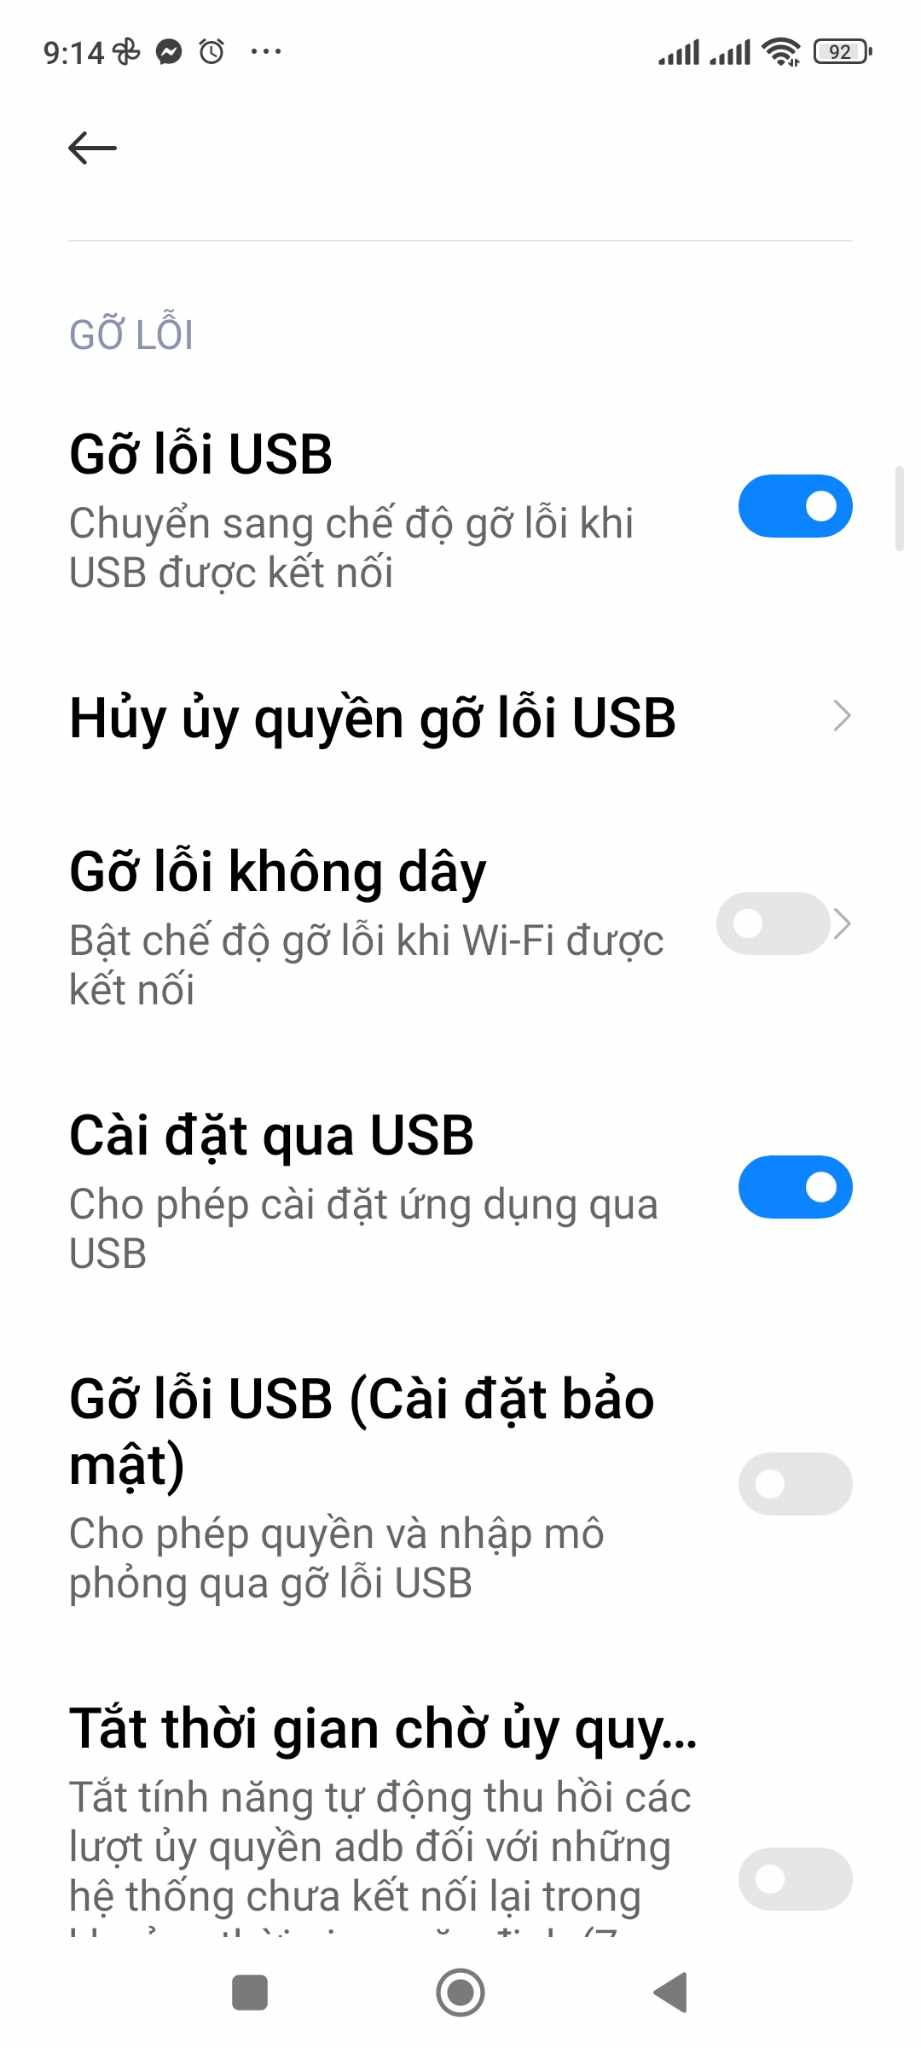 9:14 ... 92
GỠ LỖI
Gỡ lỗi USB
Chuyển sang chế độ gỡ lỗi khi
USB được kết nối
Hủy ủy quyền gỡ lỗi USB
Gỡ lỗi không dây
Bật chế độ gỡ lỗi khi Wi-Fi được
kết nối
Cài đặt qua USB
Cho phép cài đặt ứng dụng qua
USB
Gỡ lỗi USB (Cài đặt bảo
mật)
Cho phép quyền và nhập mô
phỏng qua gỡ lỗi USB
Tắt thời gian chờ ủy quy...
Tắt tính năng tự động thu hồi các
lượt ủy quyền adb đối với những
hệ thống chưa kết nối lại trong